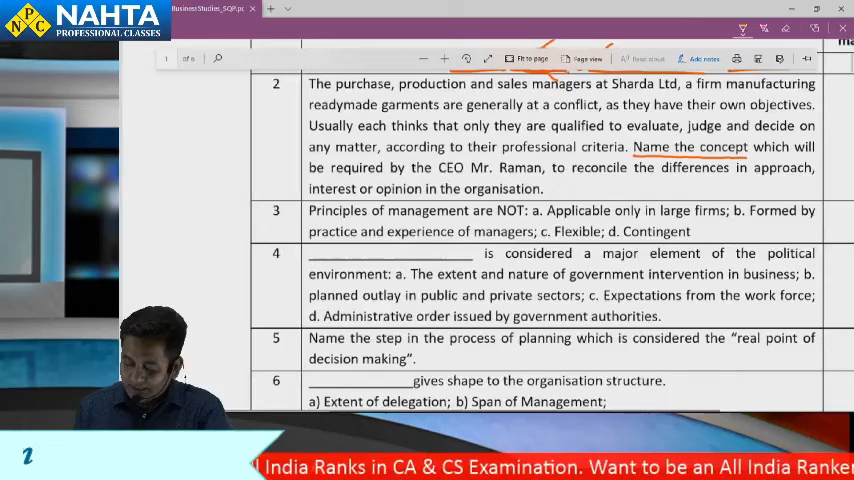 NPC
NAHTA
PROFESSIONAL CLASSES
BusinessStudies_SQP.pc
1 of 6
Fit to page
Page view
Read aloud
Add notes
ma
2
The purchase, production and sales managers at Sharda Ltd, a firm manufacturing
readymade garments are generally at a conflict, as they have their own objectives.
Usually each thinks that only they are qualified to evaluate, judge and decide on
any matter, according to their professional criteria. Name the concept which will
be required by the CEO Mr. Raman, to reconcile the differences in approach,
interest or opinion in the organisation.
3
Principles of management are NOT: a. Applicable only in large firms; b. Formed by
practice and experience of managers; c. Flexible; d. Contingent
4
____________________ is considered a major element of the political
environment: a. The extent and nature of government intervention in business; b.
planned outlay in public and private sectors; c. Expectations from the work force;
d. Administrative order issued by government authorities.
5
Name the step in the process of planning which is considered the “real point of
decision making”.
6
_____________gives shape to the organisation structure.
a) Extent of delegation; b) Span of Management;
i
l India Ranks in CA & CS Examination. Want to be an All India Ranker